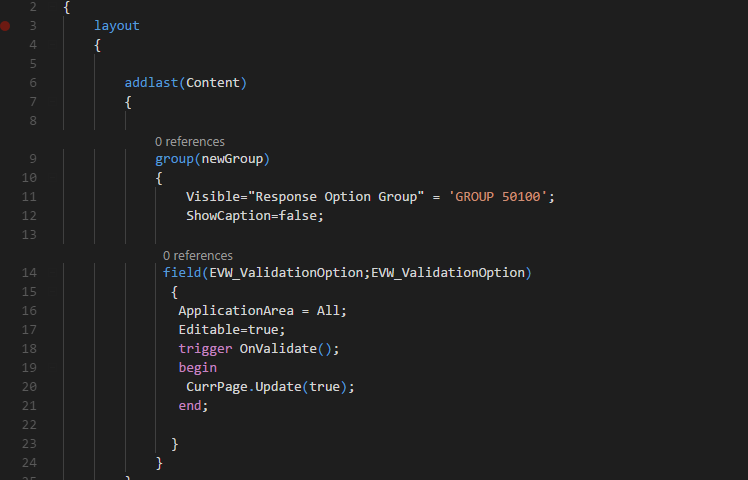 2 {
3 layout
4 {
5
6 addlast(Content)
7 {
8
0 references
9 group(newGroup)
10 {
11 Visible="Response Option Group" = 'GROUP 50100';
12 ShowCaption=false;
13
0 references
14 field(EVW_ValidationOption;EVW_ValidationOption)
15 {
16 ApplicationArea = All;
17 Editable=true;
18 trigger OnValidate();
19 begin
20 CurrPage.Update(true);
21 end;
22
23 }
24 }
25 }